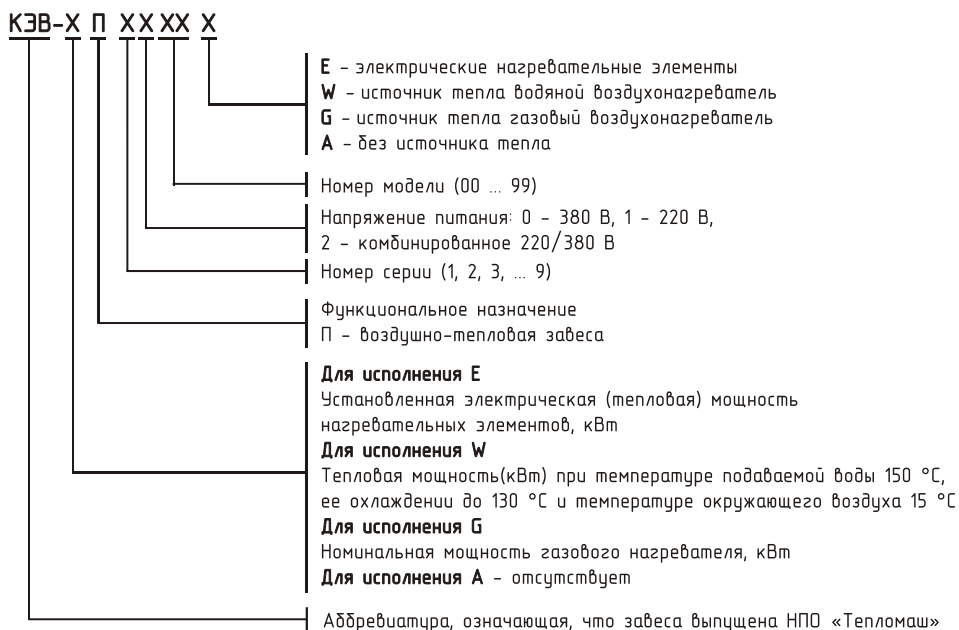 КЭВ-Х П Х Х ХХ Х
E - электрические нагревательные элементы
W - источник тепла водяной воздухонагреватель
G - источник тепла газовый воздухонагреватель
A - без источника тепла
Номер модели (00 ... 99)
Напряжение питания: 0 - 380 В, 1 - 220 В,
2 - комбинированное 220/380 В
Номер серии (1, 2, 3, ... 9)
Функциональное назначение
П - воздушно-тепловая завеса
Для исполнения E
Установленная электрическая (тепловая) мощность
нагревательных элементов, кВт
Для исполнения W
Тепловая мощность(кВт) при температуре подаваемой воды 150 °С,
ее охлаждении до 130 °С и температуре окружающего воздуха 15 °С
Для исполнения G
Номинальная мощность газового нагревателя, кВт
Для исполнения A - отсутствует
Аббревиатура, означающая, что завеса выпущена НПО «Тепломаш»